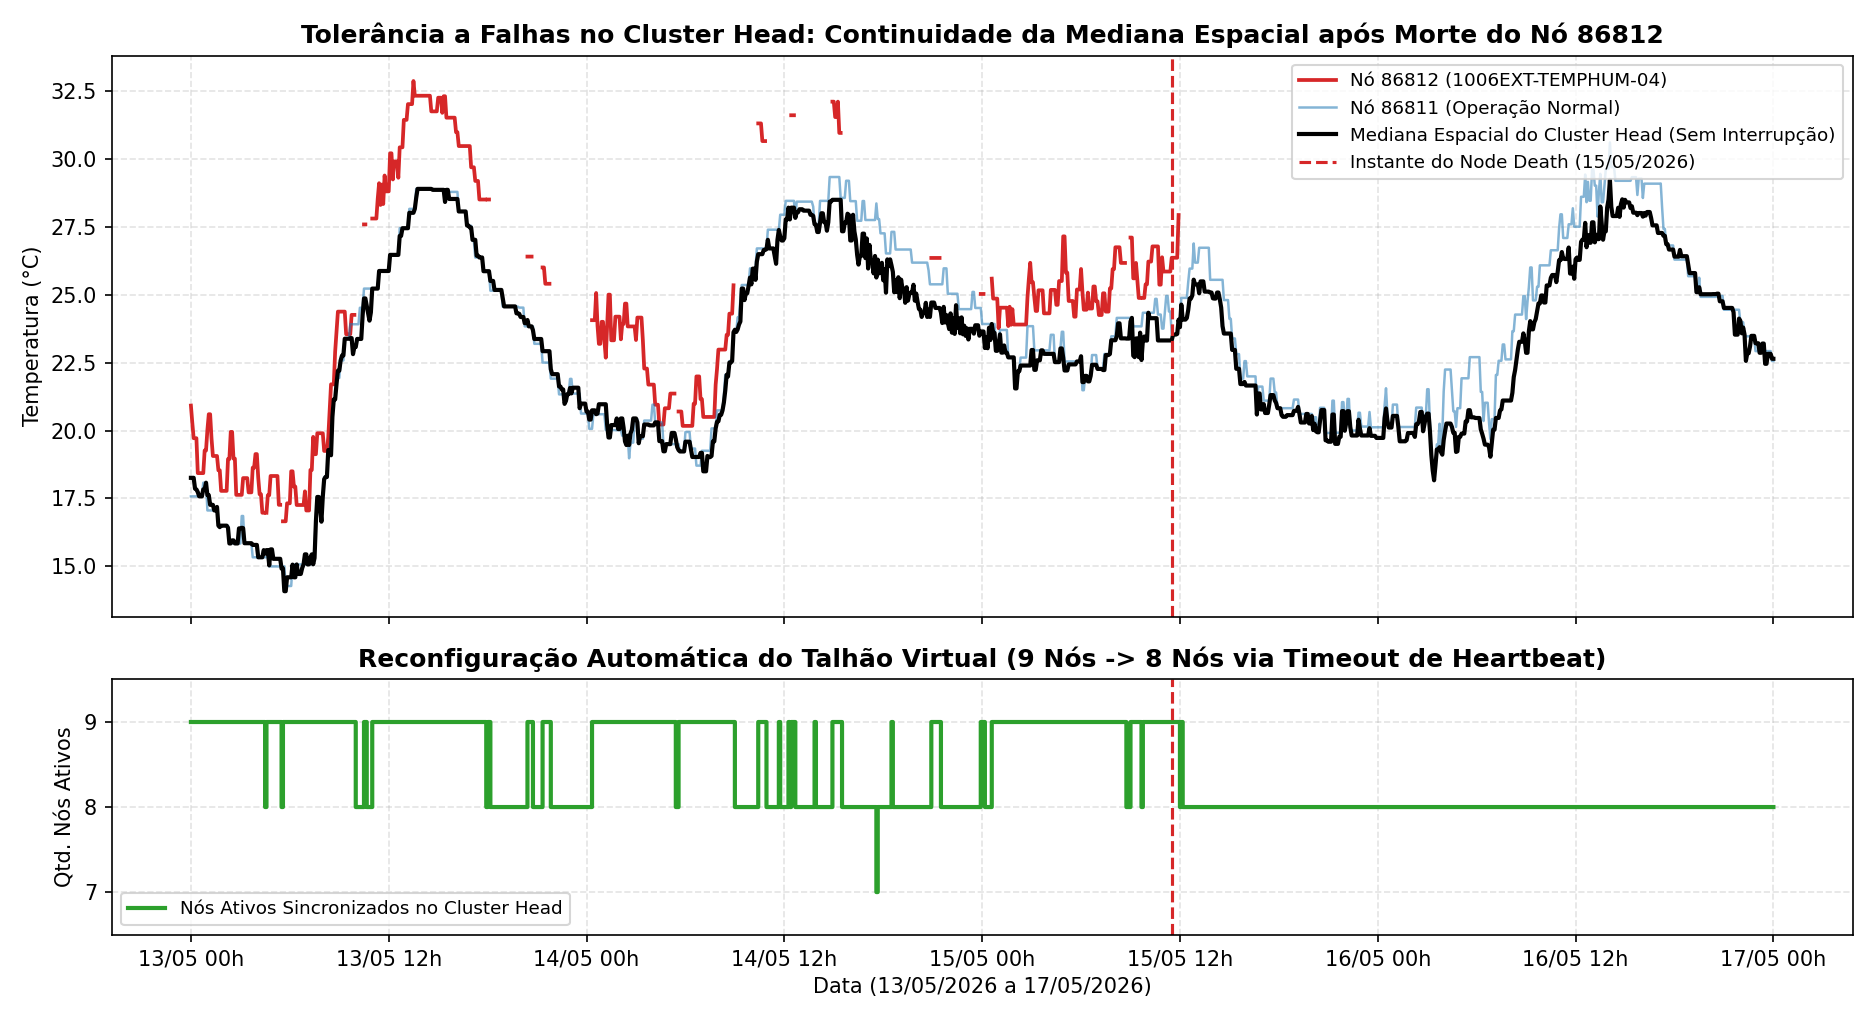 Tolerância a Falhas no Cluster Head: Continuidade da Mediana Espacial após Morte do Nó 86812
Temperatura (°C)
32.5
30.0
27.5
25.0
22.5
20.0
17.5
15.0
Nó 86812 (1006EXT-TEMPHUM-04)
Nó 86811 (Operação Normal)
Mediana Espacial do Cluster Head (Sem Interrupção)
Instante do Node Death (15/05/2026)
Reconfiguração Automática do Talhão Virtual (9 Nós -> 8 Nós via Timeout de Heartbeat)
Qtd. Nós Ativos
9
8
7
Nós Ativos Sincronizados no Cluster Head
13/05 00h
13/05 12h
14/05 00h
14/05 12h
15/05 00h
15/05 12h
16/05 00h
16/05 12h
17/05 00h
Data (13/05/2026 a 17/05/2026)